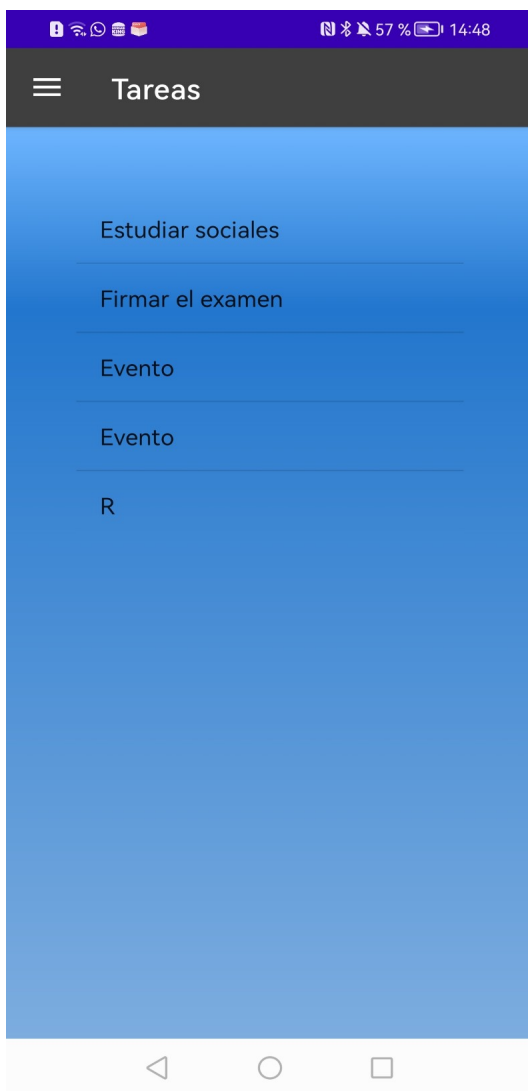 57 % 14:48
Tareas
Estudiar sociales
Firmar el examen
Evento
Evento
R